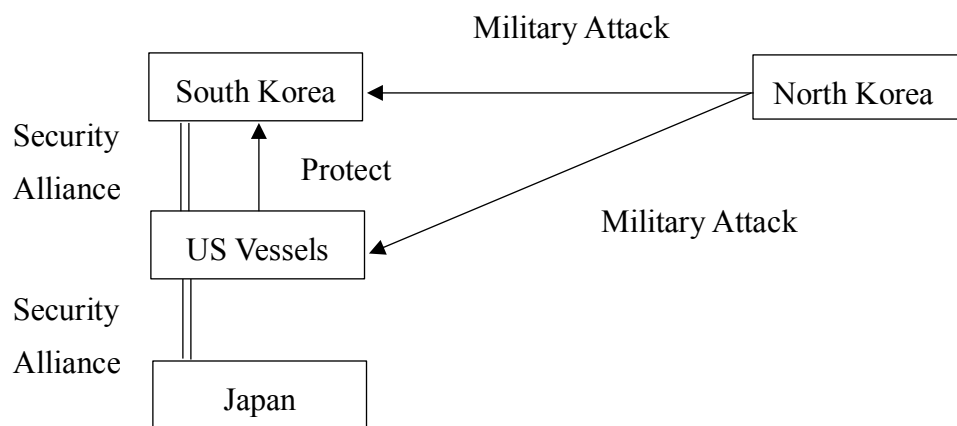 Military Attack
South Korea
North Korea
Security
Alliance
Protect
US Vessels
Military Attack
Security
Alliance
Japan